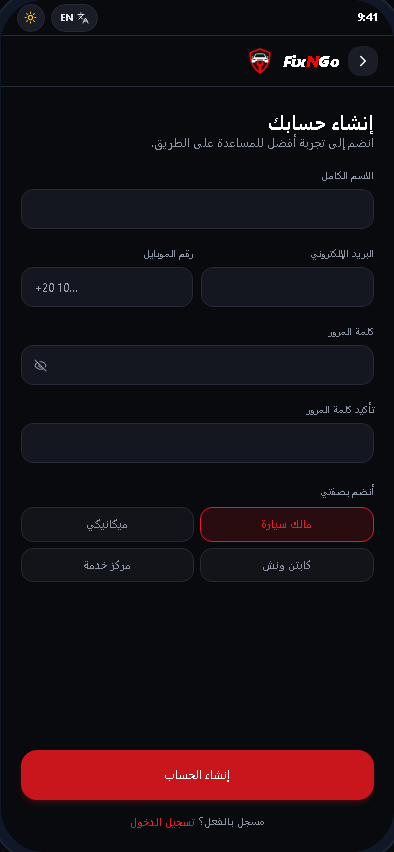 9:41
EN
FixNGo
إنشاء حسابك
انضم إلى تجربة أفضل للمساعدة على الطريق.
الاسم الكامل
البريد الإلكتروني
رقم الموبايل
+20 10...
كلمة المرور
تأكيد كلمة المرور
أنضم بصفتي
مالك سيارة
ميكانيكي
كابتن ونش
مركز خدمة
إنشاء الحساب
مسجل بالفعل؟ تسجيل الدخول